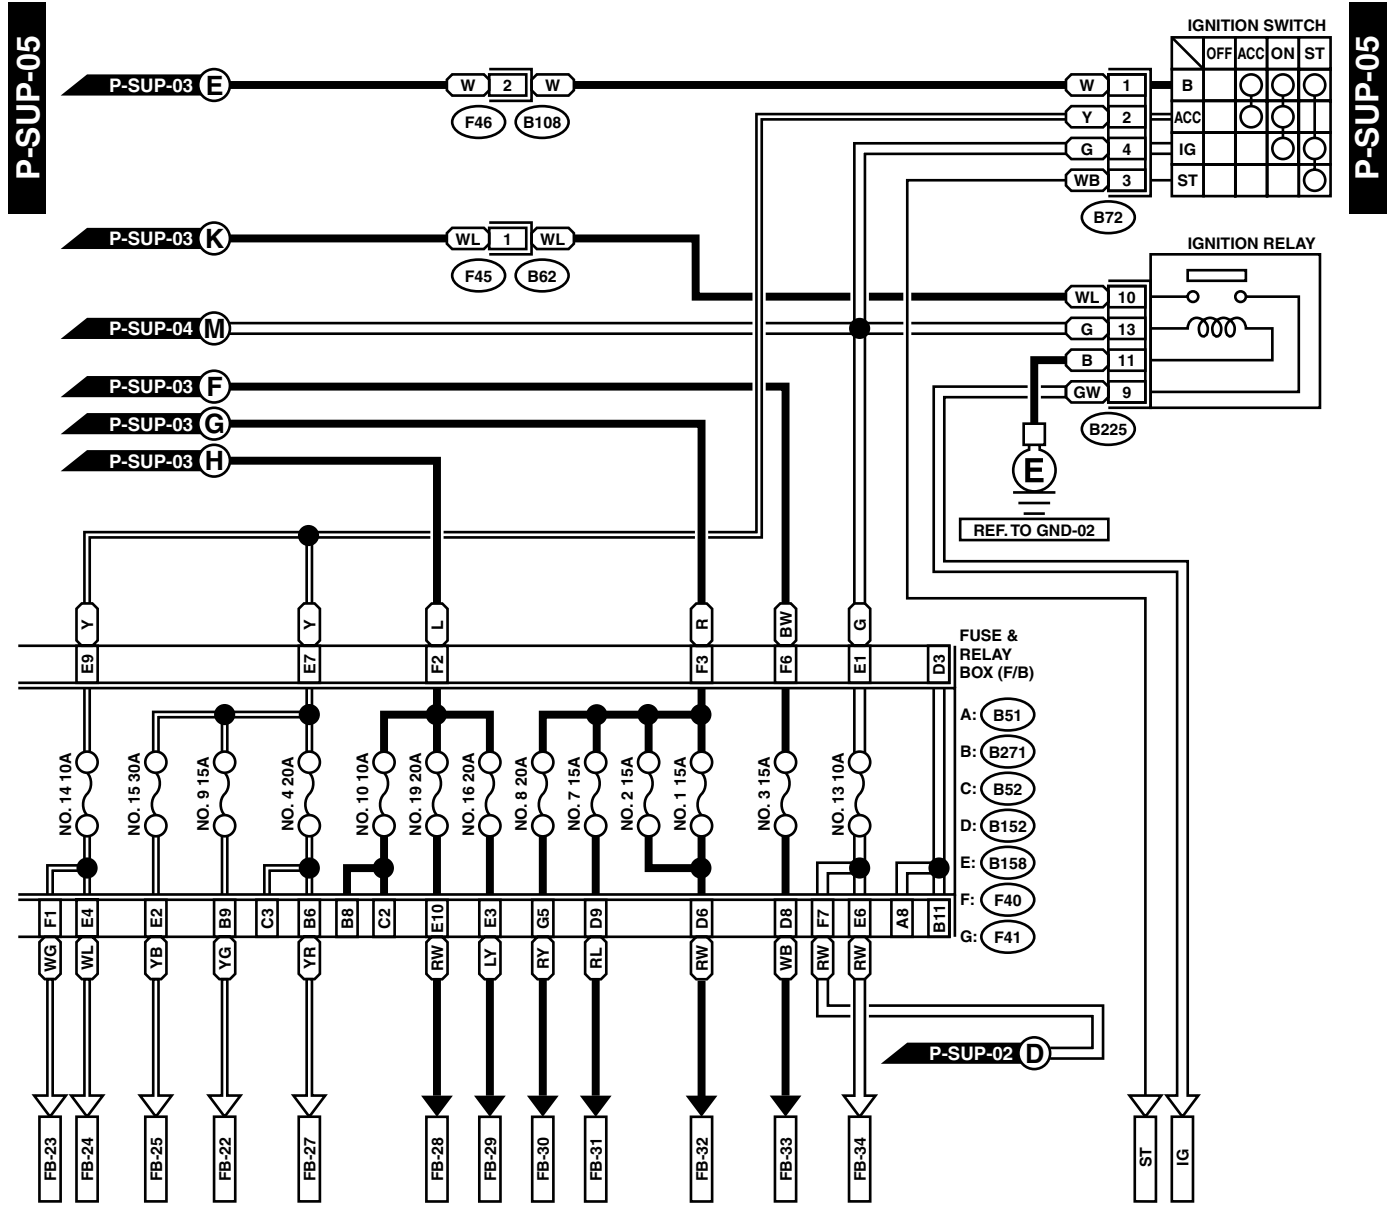 P-SUP-05
P-SUP-05
IGNITION SWITCH
OFF ACC ON ST
P-SUP-03 E W 2 W W 1 B
F46 B108
Y 2 ACC
G 4 IG
WB 3 ST
B72
P-SUP-03 K WL 1 WL
F45 B62
IGNITION RELAY
WL 10
P-SUP-04 M G 13
B 11
P-SUP-03 F
GW 9
P-SUP-03 G
B225
P-SUP-03 H
E
REF. TO GND-02
Y Y L R BW G
E9 E7 F2 F3 F6 E1 D3
FUSE &
RELAY
BOX (F/B)
A: B51
B: B271
C: B52
D: B152
E: B158
F: F40
G: F41
NO. 14 10A
NO. 15 30A
NO. 9 15A
NO. 4 20A
NO. 10 10A
NO. 19 20A
NO. 16 20A
NO. 8 20A
NO. 7 15A
NO. 2 15A
NO. 1 15A
NO. 3 15A
NO. 13 10A
F1 E4 E2 B9 C3 B6 B8 C2 E10 E3 G5 D9 D6 D8 F7 E6 A8 B11
WG WL YB YG YR RW LY RY RL RW WB RW RW
P-SUP-02 D
FB-23 FB-24 FB-25 FB-22 FB-27 FB-28 FB-29 FB-30 FB-31 FB-32 FB-33 FB-34 ST IG